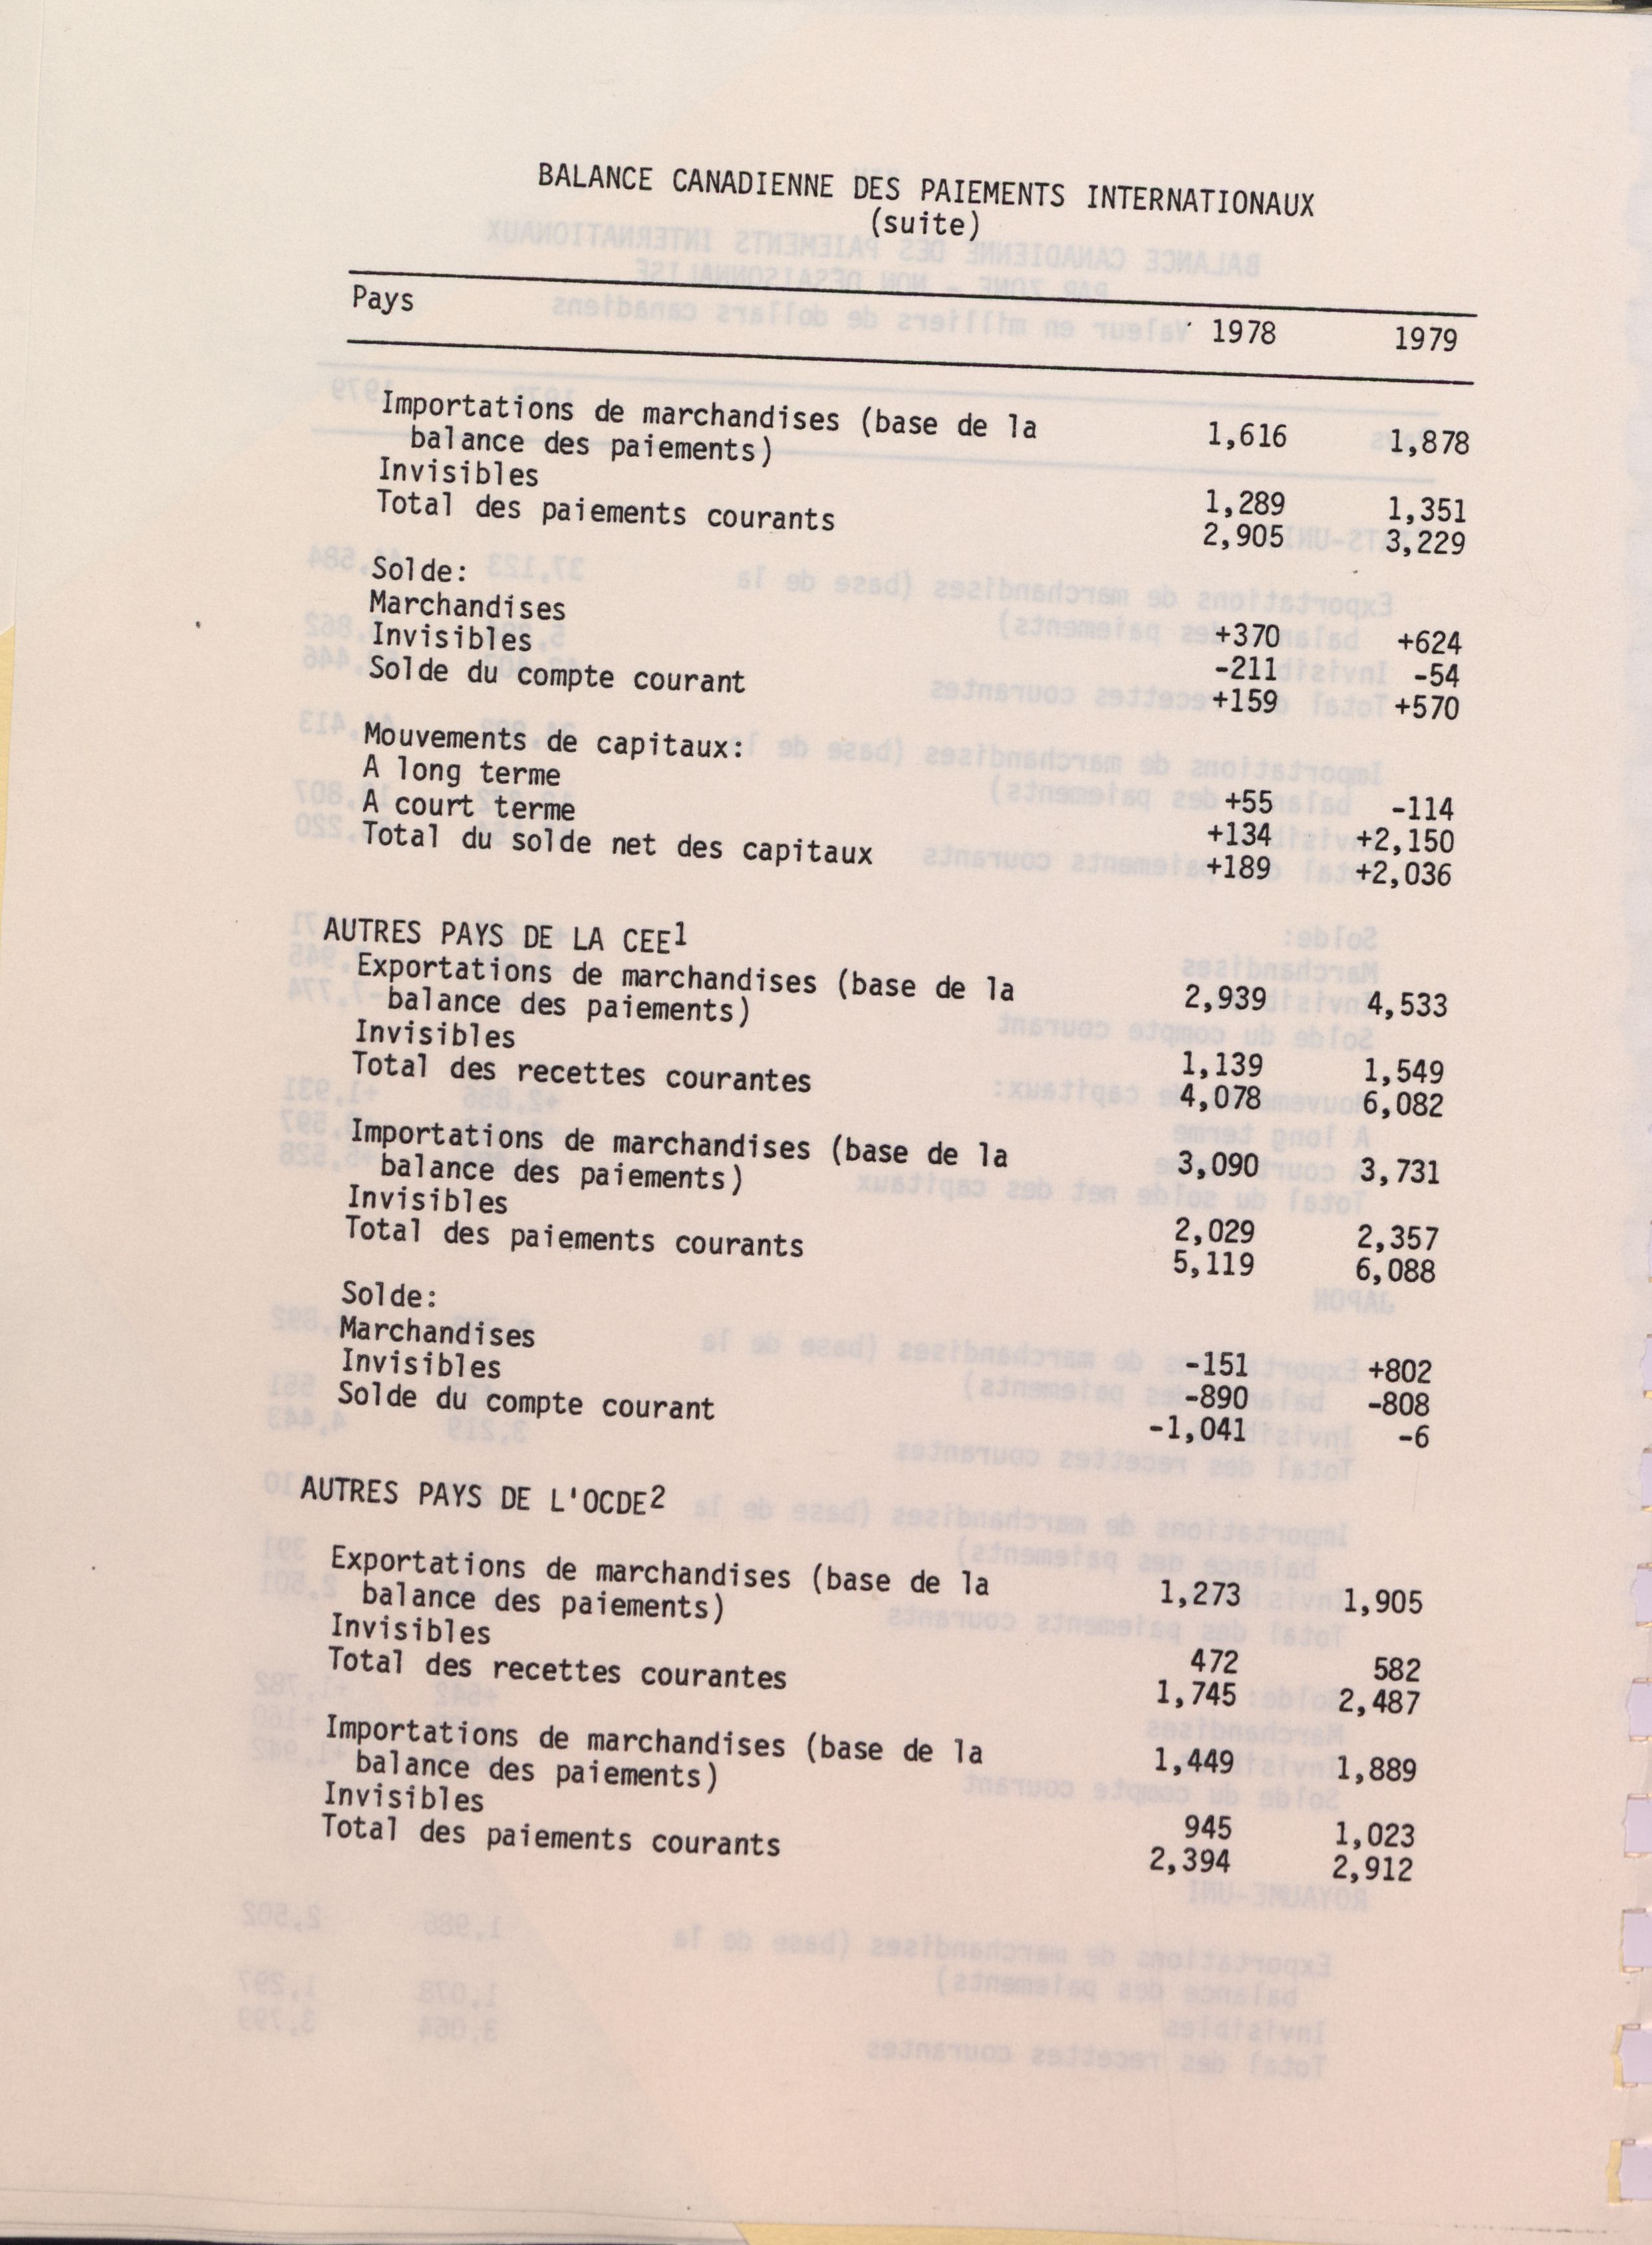 BALANCE CANADIENNE DES PAIEMENTS INTERNATIONAUX
(suite)
Pays 1978 1979
Importations de marchandises (base de la
balance des paiements) 1,616 1,878
Invisibles 1,289 1,351
Total des paiements courants 2,905 3,229
Solde:
Marchandises +370 +624
Invisibles -211 -54
Solde du compte courant +159 +570
Mouvements de capitaux:
A long terme +55 -114
A court terme +134 +2,150
Total du solde net des capitaux +189 +2,036
AUTRES PAYS DE LA CEE1
Exportations de marchandises (base de la
balance des paiements) 2,939 4,533
Invisibles 1,139 1,549
Total des recettes courantes 4,078 6,082
Importations de marchandises (base de la
balance des paiements) 3,090 3,731
Invisibles 2,029 2,357
Total des paiements courants 5,119 6,088
Solde:
Marchandises -151 +802
Invisibles -890 -808
Solde du compte courant -1,041 -6
AUTRES PAYS DE L'OCDE2
Exportations de marchandises (base de la
balance des paiements) 1,273 1,905
Invisibles 472 582
Total des recettes courantes 1,745 2,487
Importations de marchandises (base de la
balance des paiements) 1,449 1,889
Invisibles 945 1,023
Total des paiements courants 2,394 2,912